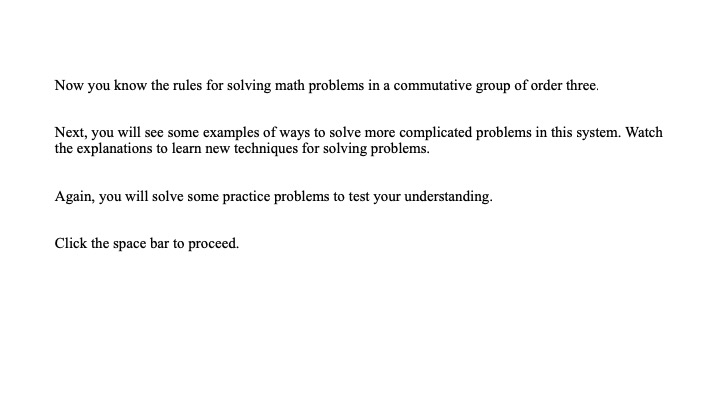 Now you know the rules for solving math problems in a commutative group of order three.
Next, you will see some examples of ways to solve more complicated problems in this system. Watch
the explanations to learn new techniques for solving problems.
Again, you will solve some practice problems to test your understanding.
Click the space bar to proceed.